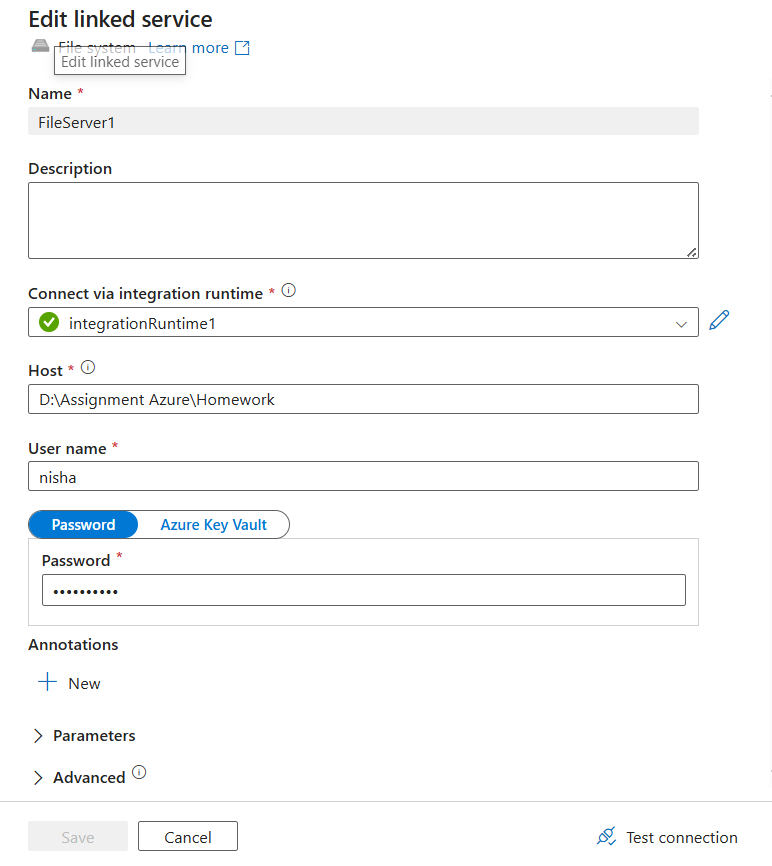 Edit linked service
File system Learn more
Edit linked service
Name *
FileServer1
Description
Connect via integration runtime *
integrationRuntime1
Host *
D:\Assignment Azure\Homework
User name *
nisha
Password Azure Key Vault
Password *
••••••••••
Annotations
New
Parameters
Advanced
Save Cancel Test connection